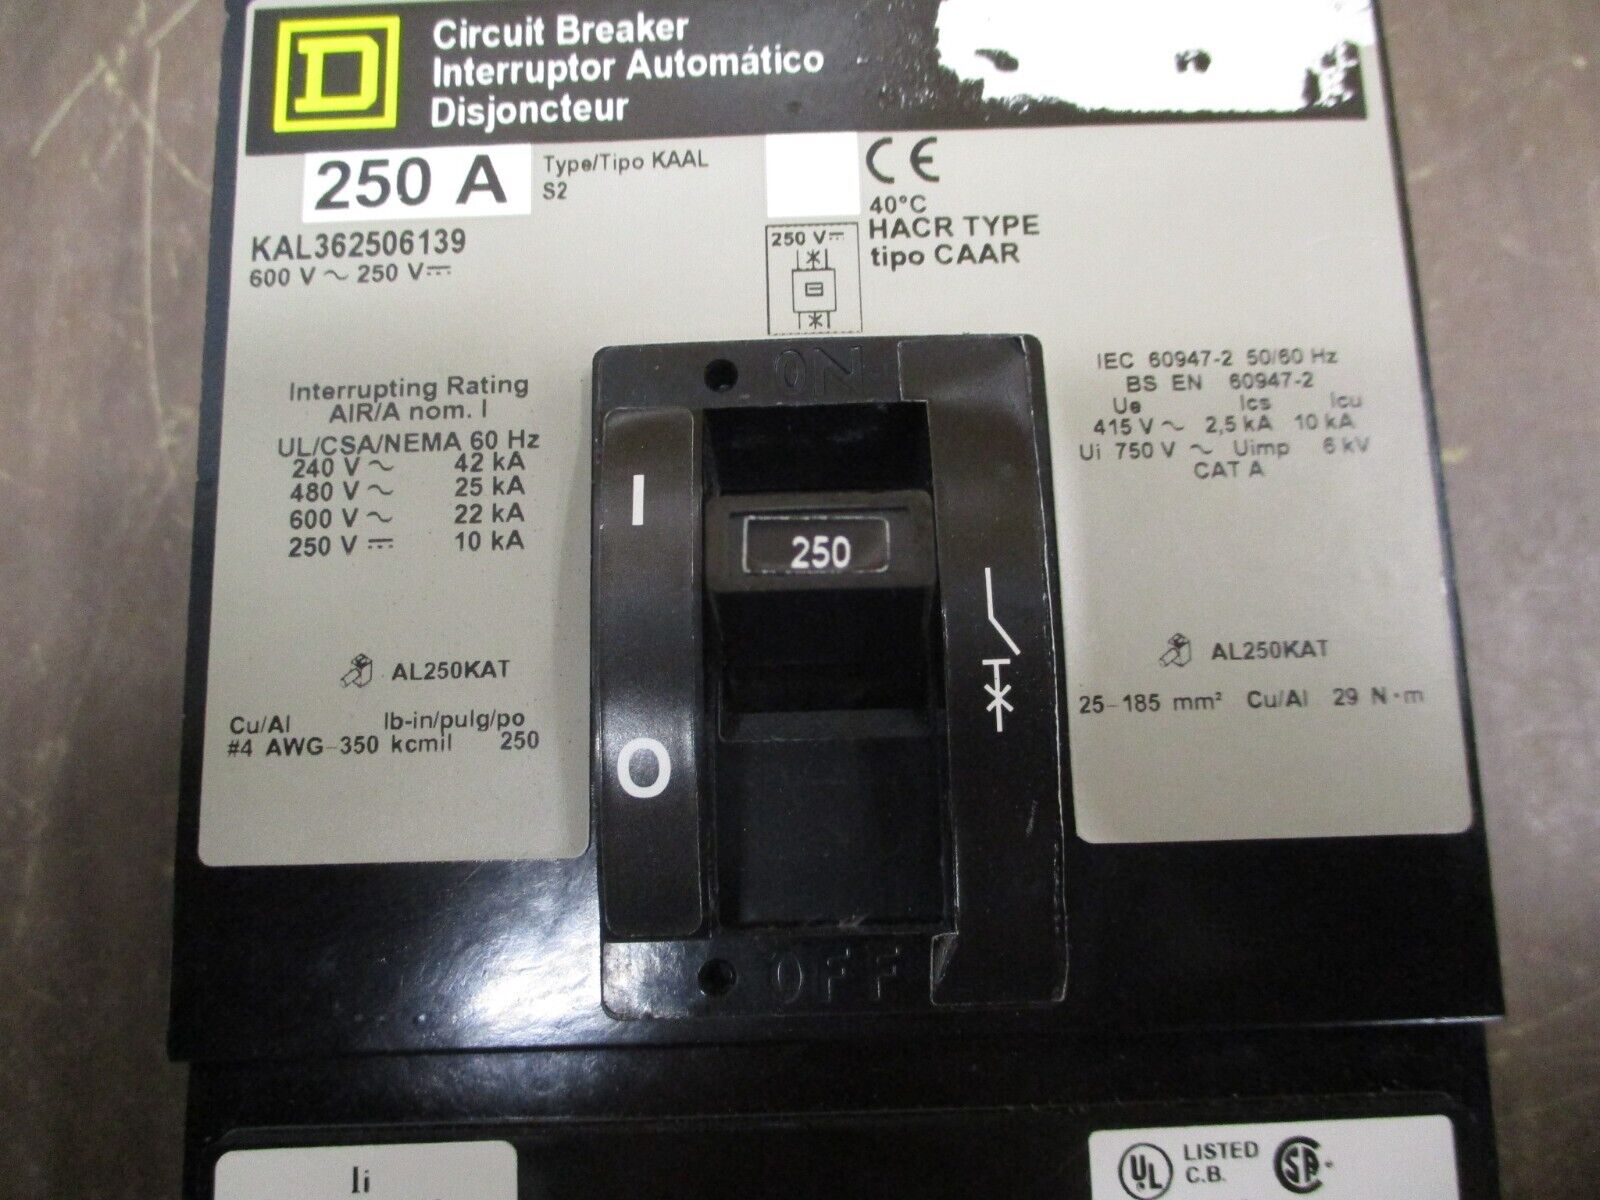 D
Circuit Breaker
Interruptor Automático
Disjoncteur
250 A
Type/Tipo KAAL
S2
CE
40°C
HACR TYPE
tipo CAAR
KAL362506139
600 V ~ 250 V⎓
250 V⎓
Interrupting Rating
AIR/A nom. I
UL/CSA/NEMA 60 Hz
240 V ~ 42 kA
480 V ~ 25 kA
600 V ~ 22 kA
250 V ⎓ 10 kA
AL250KAT
Cu/Al lb-in/pulg/po
#4 AWG-350 kcmil 250
ON
I
250
O
OFF
IEC 60947-2 50/60 Hz
BS EN 60947-2
Ue Ics Icu
415 V ~ 2,5 kA 10 kA
Ui 750 V ~ Uimp 6 kV
CAT A
AL250KAT
25-185 mm² Cu/Al 29 N·m
Ii
UL LISTED
C.B.
SA